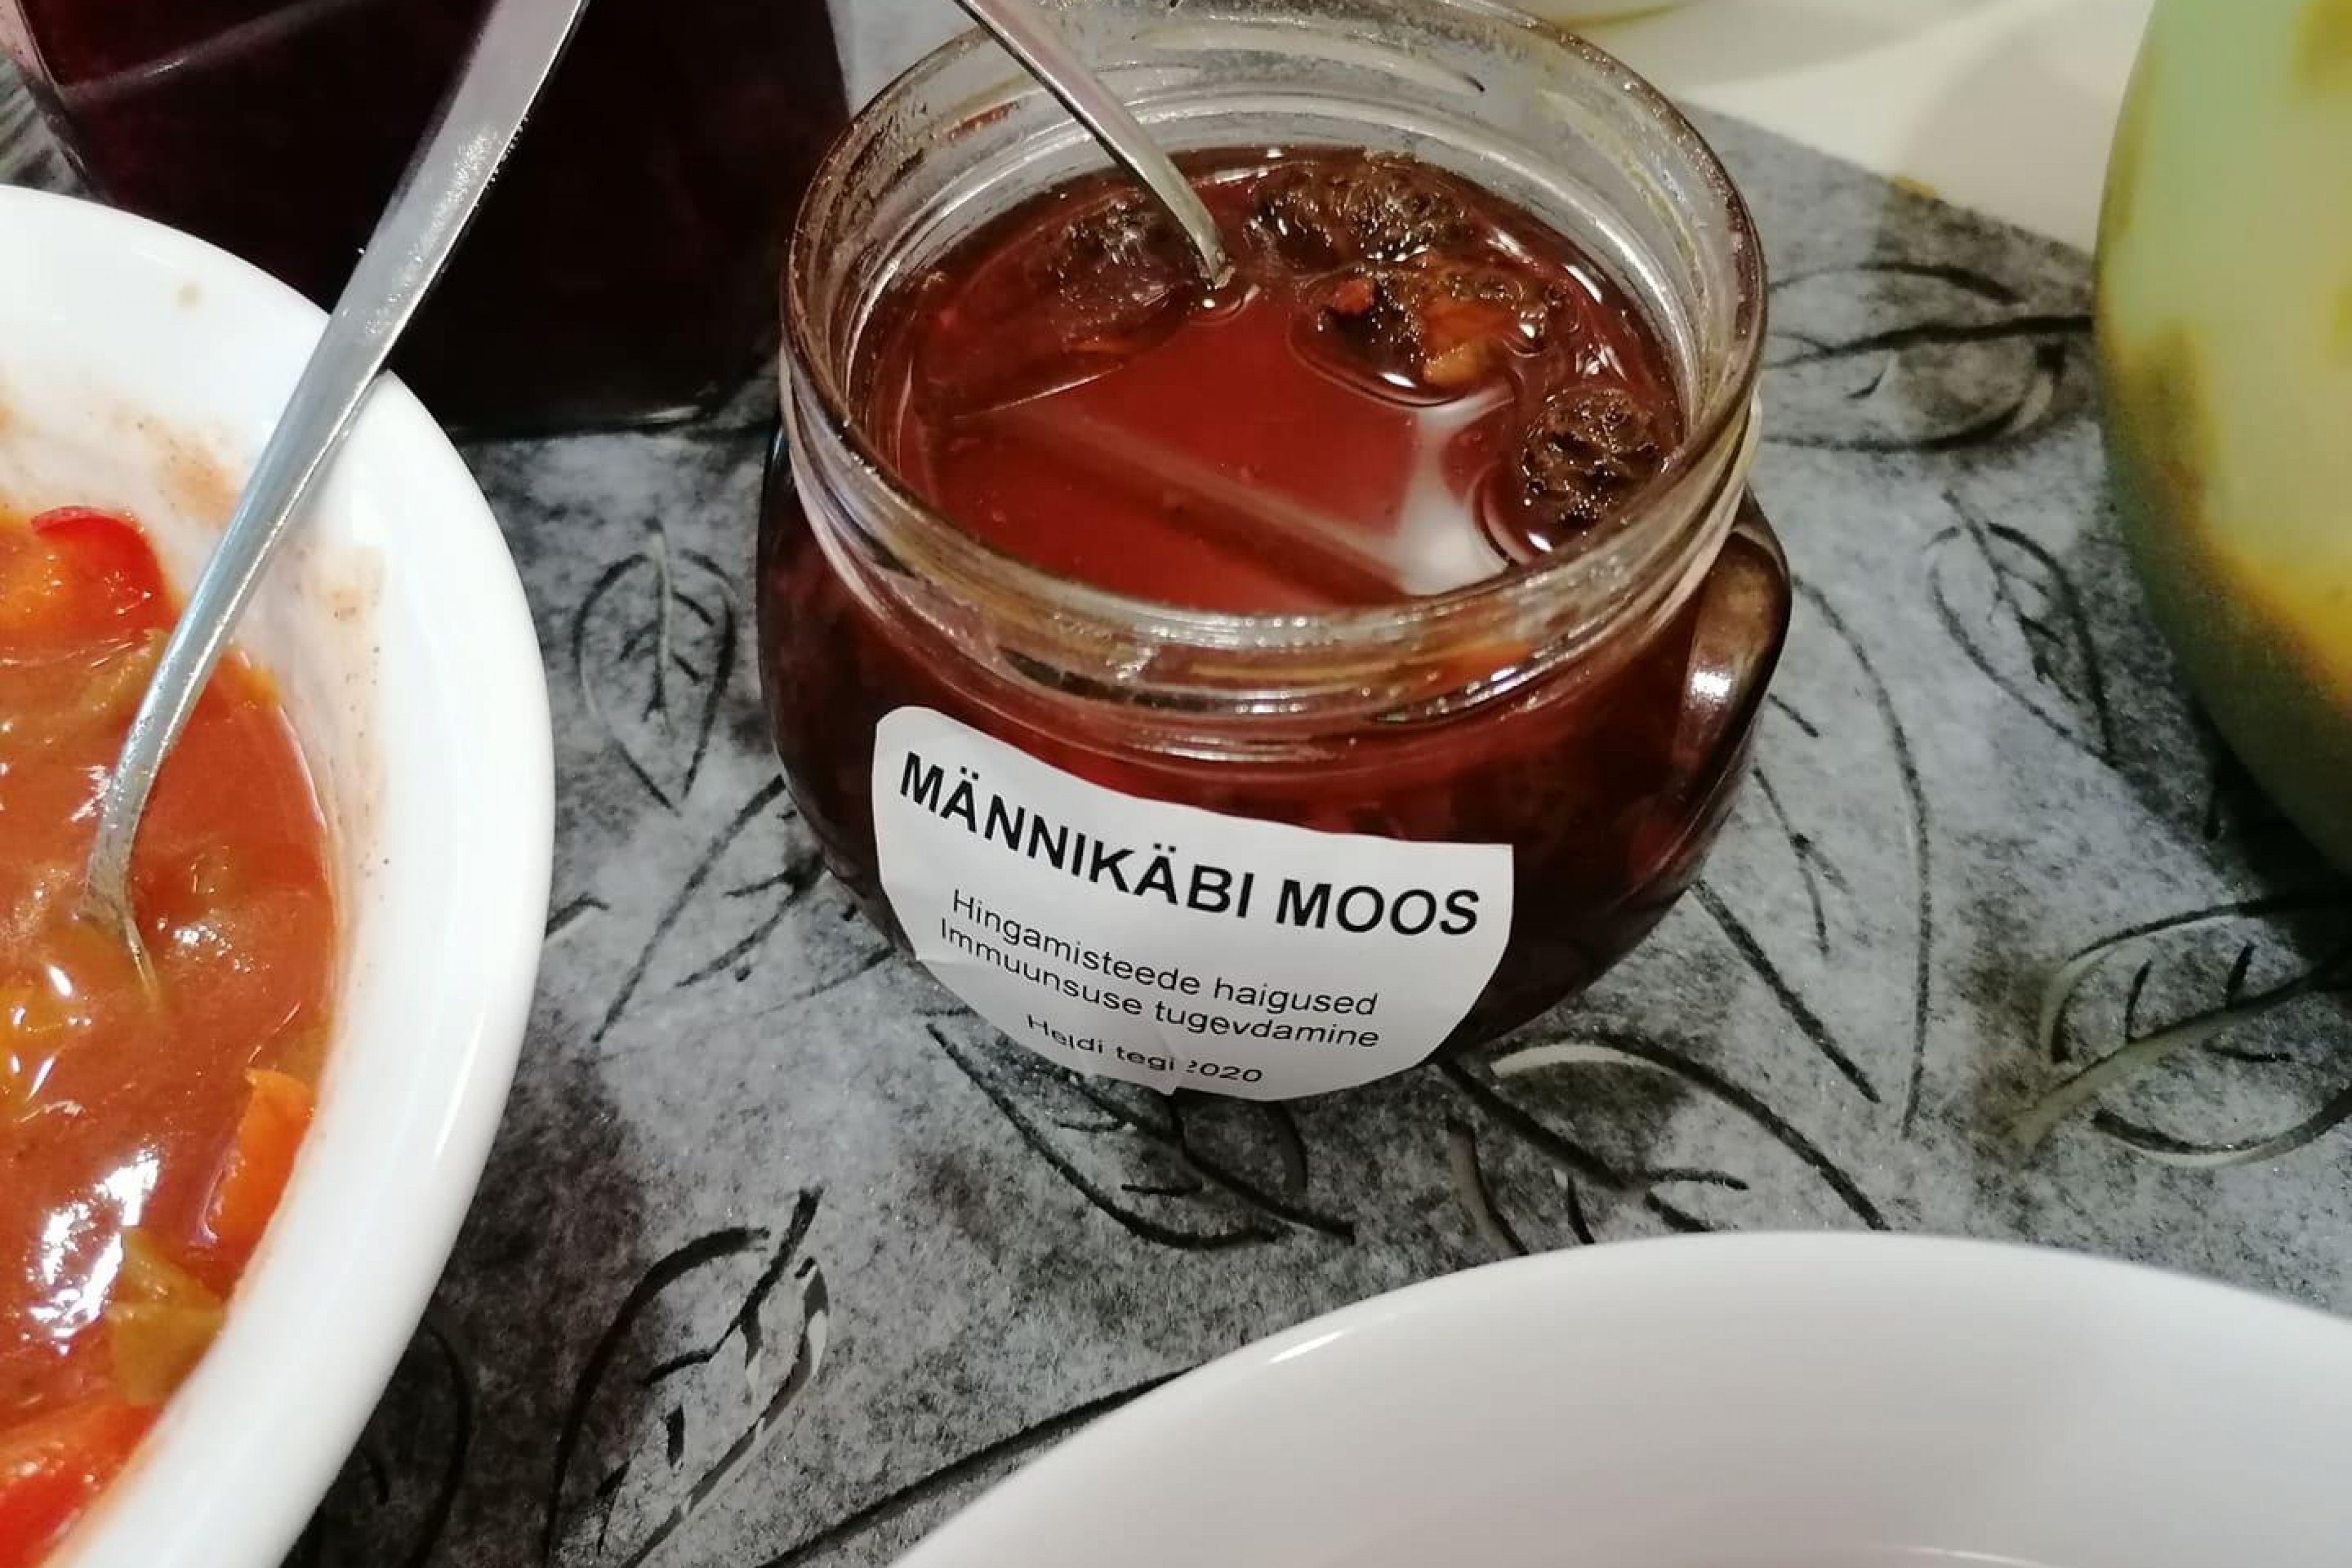 MÄNNIKÄBI MOOS
Hingamisteede haigused
Immuunsuse tugevdamine
Heidi tegi 2020